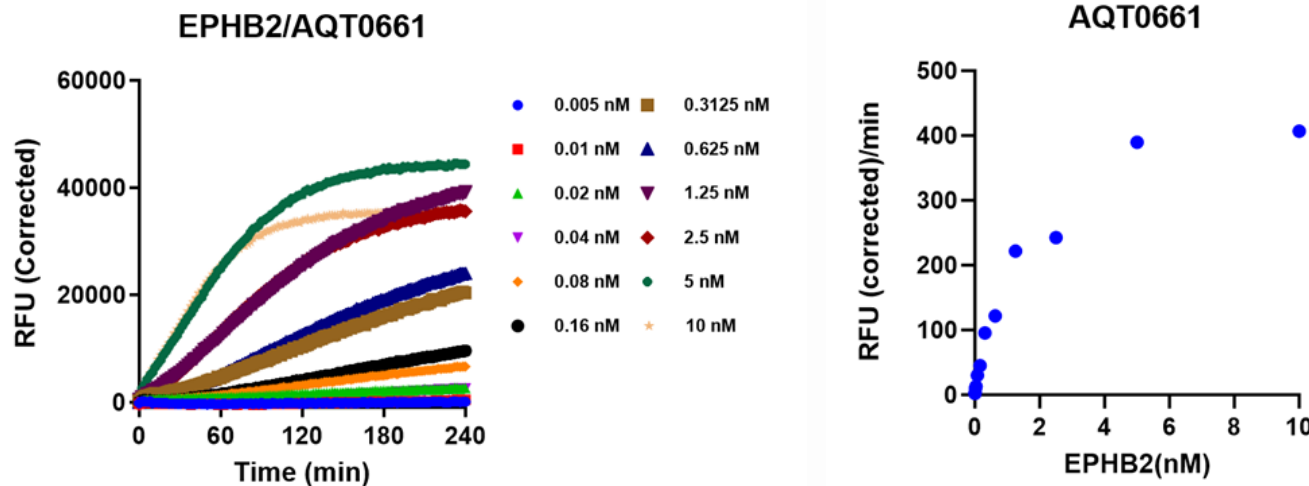 EPHB2/AQT0661
RFU (Corrected)
60000
40000
20000
0
0 60 120 180 240
Time (min)
0.005 nM 0.3125 nM
0.01 nM 0.625 nM
0.02 nM 1.25 nM
0.04 nM 2.5 nM
0.08 nM 5 nM
0.16 nM 10 nM
AQT0661
RFU (corrected)/min
500
400
300
200
100
0
0 2 4 6 8 10
EPHB2(nM)